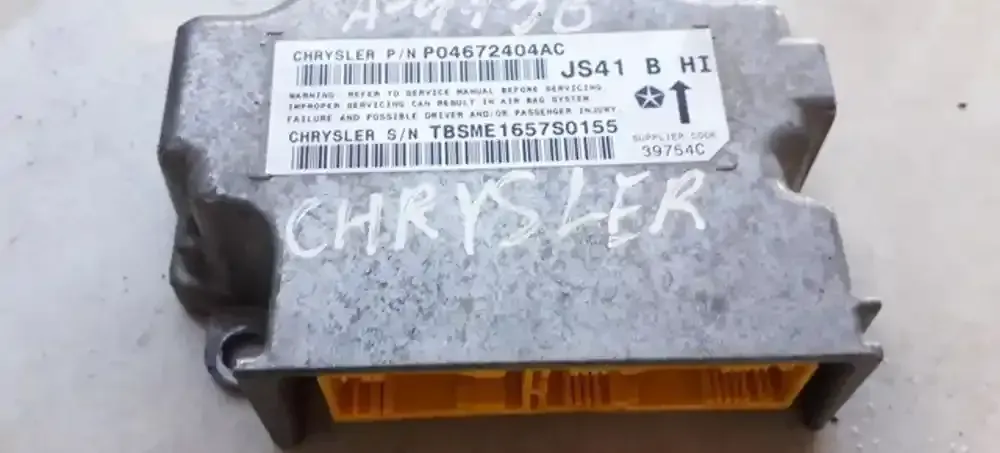 A-4436
CHRYSLER P/N P04672404AC
JS41 B HI
WARNING: REFER TO SERVICE MANUAL BEFORE SERVICING.
IMPROPER SERVICING CAN RESULT IN AIR BAG SYSTEM
FAILURE AND POSSIBLE DRIVER AND/OR PASSENGER INJURY.
CHRYSLER S/N TBSME1657S0155
SUPPLIER CODE
39754C
CHRYSLER